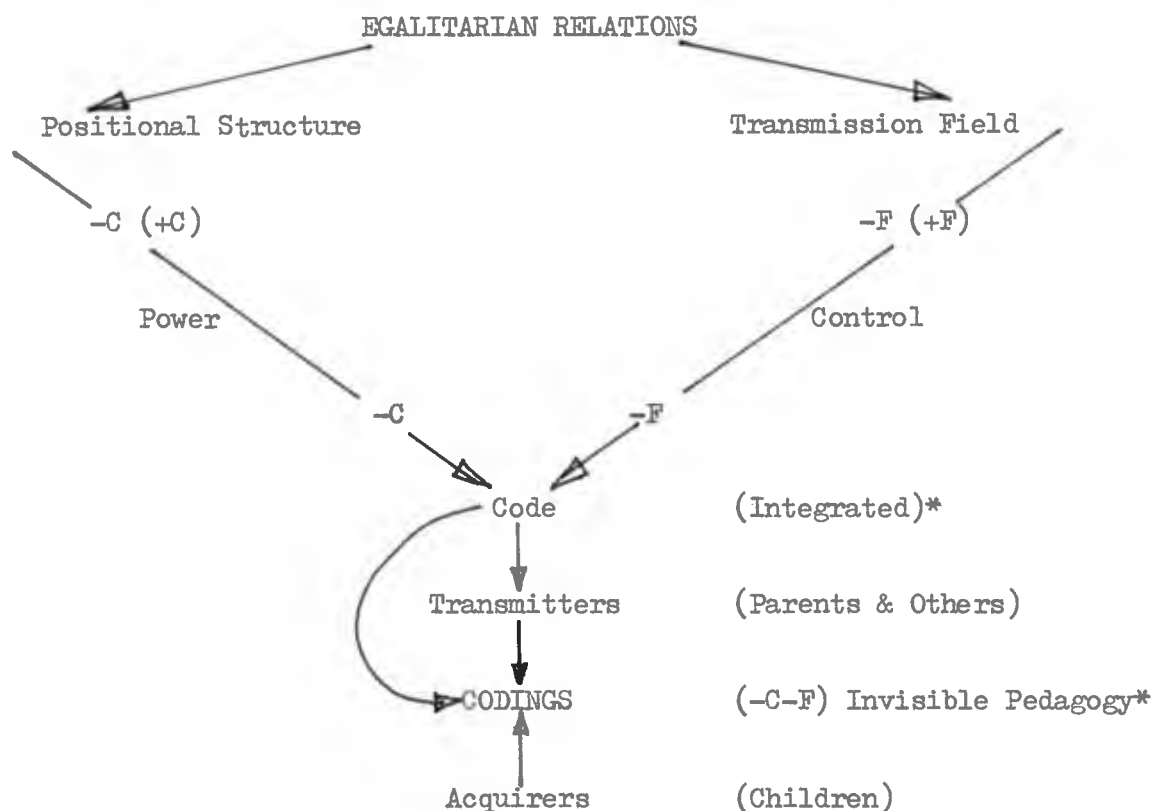 EGALITARIAN RELATIONS
Positional Structure Transmission Field
-C (+C) -F (+F)
Power Control
-C -F
Code (Integrated)*
Transmitters (Parents & Others)
CODINGS (-C-F) Invisible Pedagogy*
Acquirers (Children)